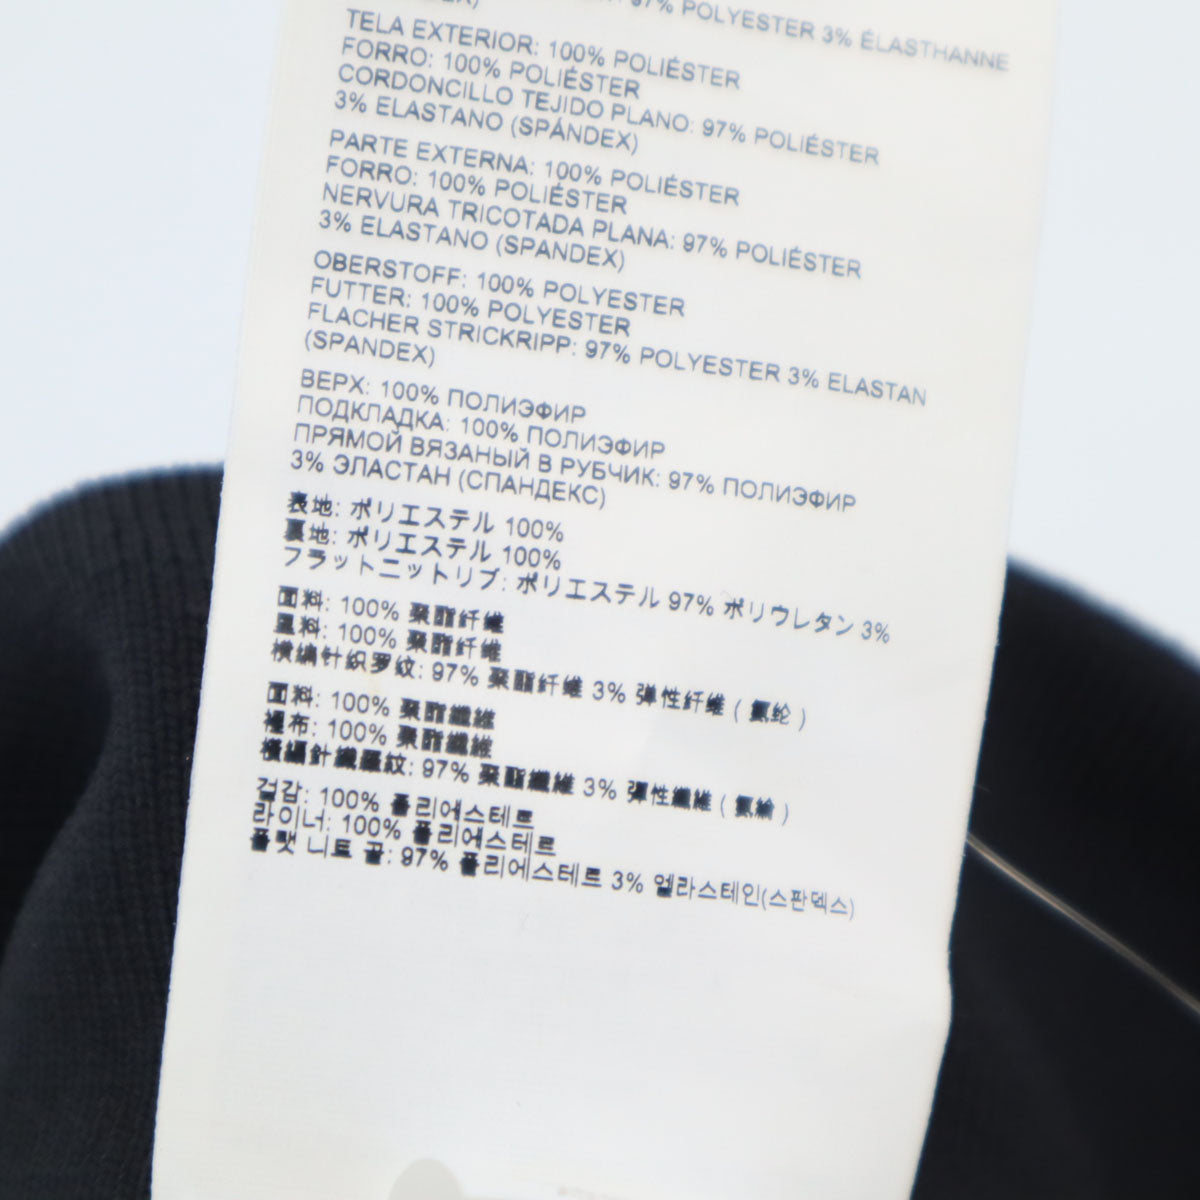 97% POLYESTER 3% ÉLASTHANNE
TELA EXTERIOR: 100% POLIÉSTER
FORRO: 100% POLIÉSTER
CORDONCILLO TEJIDO PLANO: 97% POLIÉSTER
3% ELASTANO (SPÁNDEX)
PARTE EXTERNA: 100% POLIÉSTER
FORRO: 100% POLIÉSTER
NERVURA TRICOTADA PLANA: 97% POLIÉSTER
3% ELASTANO (SPANDEX)
OBERSTOFF: 100% POLYESTER
FUTTER: 100% POLYESTER
FLACHER STRICKRIPP: 97% POLYESTER 3% ELASTAN
(SPANDEX)
ВЕРХ: 100% ПОЛИЭФИР
ПОДКЛАДКА: 100% ПОЛИЭФИР
ПРЯМОЙ ВЯЗАНЫЙ В РУБЧИК: 97% ПОЛИЭФИР
3% ЭЛАСТАН (СПАНДЕКС)
表地: ポリエステル 100%
裏地: ポリエステル 100%
フラットニットリブ: ポリエステル 97% ポリウレタン 3%
面料: 100% 聚酯纤维
里料: 100% 聚酯纤维
横编针织罗纹: 97% 聚酯纤维 3% 弹性纤维 ( 氨纶 )
面料: 100% 聚酯纖維
裡布: 100% 聚酯纖維
橫編針織羅紋: 97% 聚酯纖維 3% 彈性纖維 ( 氨綸 )
겉감: 100% 폴리에스테르
라이너: 100% 폴리에스테르
플랫 니트 골: 97% 폴리에스테르 3% 엘라스테인(스판덱스)